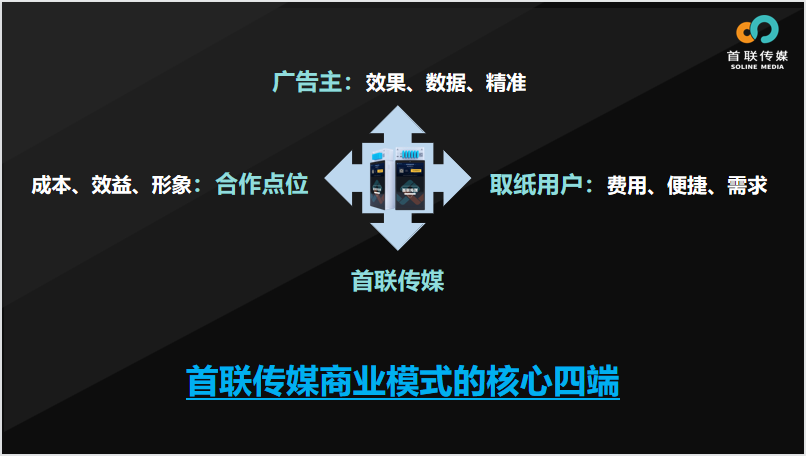 首联传媒
SOLINE MEDIA
广告主：效果、数据、精准
成本、效益、形象：合作点位
取纸用户：费用、便捷、需求
首联传媒
首联传媒商业模式的核心四端